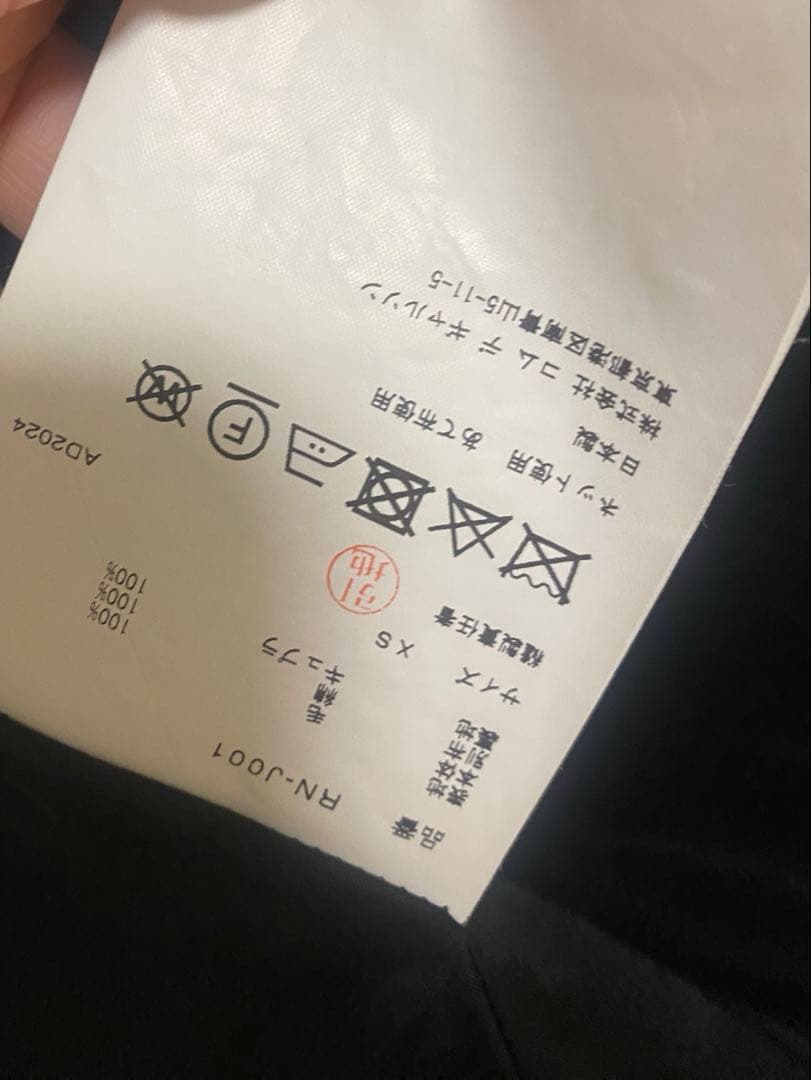 品番 RN-J001
表地
本体 毛 100%
別布 綿 100%
裏地 キュプラ 100%
サイズ XS
縫製責任者 引地
AD2024
F
W
ネット使用 あて布使用
日本製
株式会社 コム デ ギャルソン
東京都港区南青山5-11-5